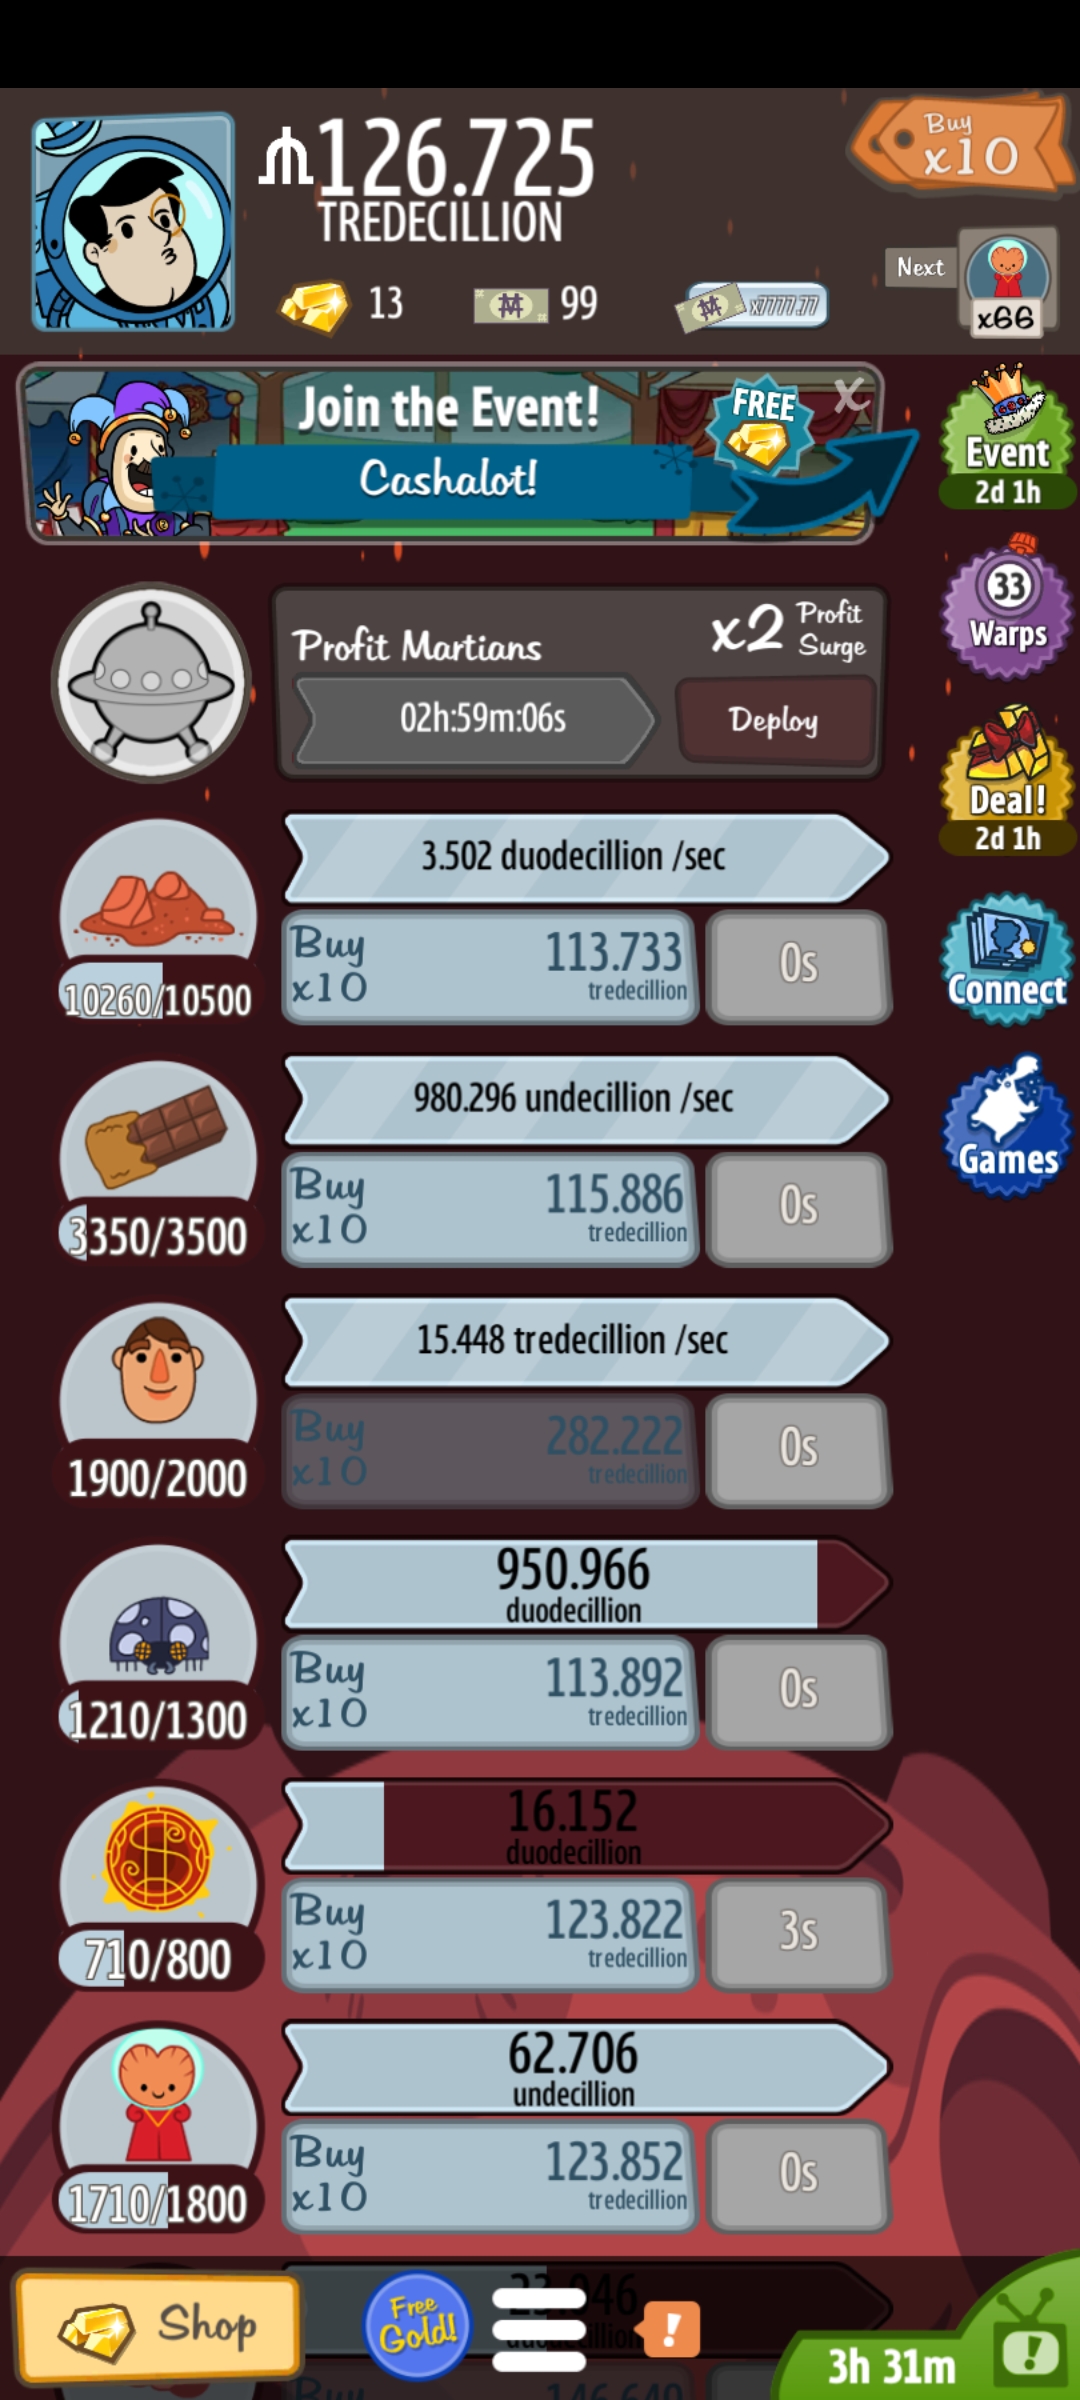 126.725
TREDECILLION
Buy
x10
13
99
x7777.77
Next
x66
Join the Event!
Cashalot!
FREE
X
Event
2d 1h
33
Warps
Profit Martians
x2 Profit Surge
02h:59m:06s
Deploy
Deal!
2d 1h
3.502 duodecillion /sec
10260/10500
Buy x10
113.733
tredecillion
0s
Connect
980.296 undecillion /sec
3350/3500
Buy x10
115.886
tredecillion
0s
Games
15.448 tredecillion /sec
1900/2000
Buy x10
282.222
tredecillion
0s
950.966
duodecillion
1210/1300
Buy x10
113.892
tredecillion
0s
16.152
duodecillion
710/800
Buy x10
123.822
tredecillion
3s
62.706
undecillion
1710/1800
Buy x10
123.852
tredecillion
0s
Shop
Free
Gold!
!
3h 31m
!
Buy